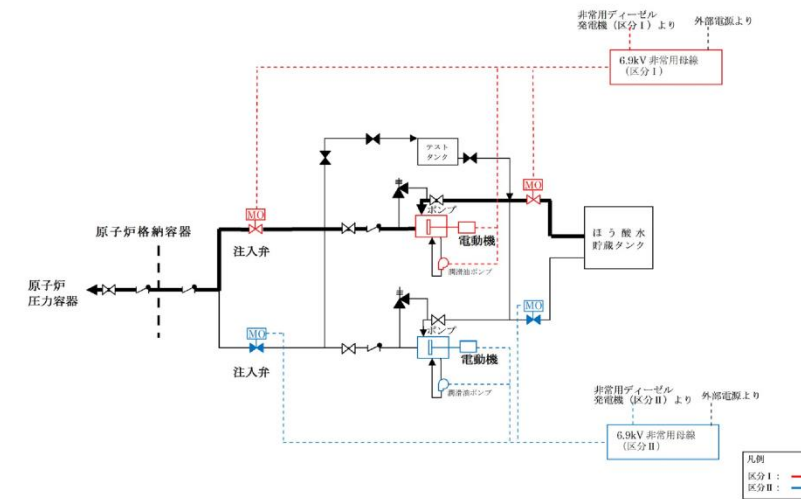 非常用ディーゼル
発電機（区分Ⅰ）より
外部電源より
6.9kV 非常用母線
（区分Ⅰ）
テスト
タンク
MO
MO
ポンプ
ほう酸水
貯蔵タンク
原子炉格納容器
注入弁
電動機
潤滑油ポンプ
原子炉
圧力容器
MO
MO
ポンプ
注入弁
電動機
潤滑油ポンプ
非常用ディーゼル
発電機（区分Ⅱ）より
外部電源より
6.9kV 非常用母線
（区分Ⅱ）
凡例
区分Ⅰ：
区分Ⅱ：